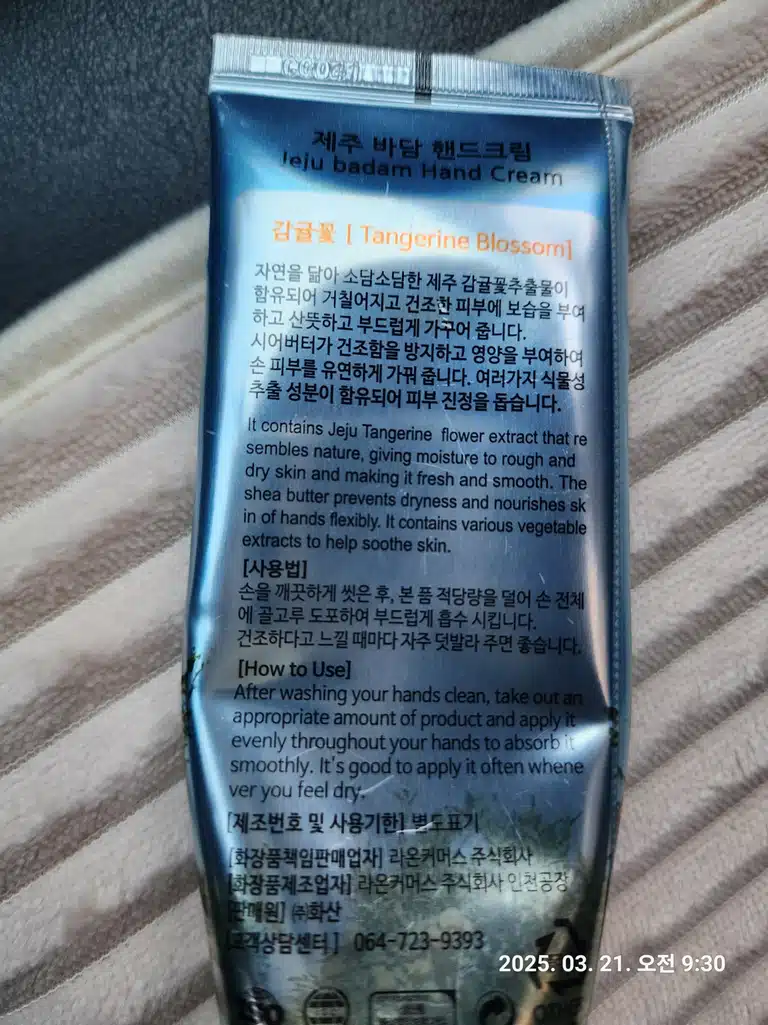 제주 바담 핸드크림
Jeju badam Hand Cream
감귤꽃 [ Tangerine Blossom]
자연을 닮아 소담소담한 제주 감귤꽃추출물이
함유되어 거칠어지고 건조한 피부에 보습을 부여
하고 산뜻하고 부드럽게 가꾸어 줍니다.
시어버터가 건조함을 방지하고 영양을 부여하여
손 피부를 유연하게 가꿔 줍니다. 여러가지 식물성
추출 성분이 함유되어 피부 진정을 돕습니다.
It contains Jeju Tangerine flower extract that re
sembles nature, giving moisture to rough and
dry skin and making it fresh and smooth. The
shea butter prevents dryness and nourishes sk
in of hands flexibly. It contains various vegetable
extracts to help soothe skin.
[사용법]
손을 깨끗하게 씻은 후, 본 품 적당량을 덜어 손 전체
에 골고루 도포하여 부드럽게 흡수 시킵니다.
건조하다고 느낄 때마다 자주 덧발라 주면 좋습니다.
[How to Use]
After washing your hands clean, take out an
appropriate amount of product and apply it
evenly throughout your hands to absorb it
smoothly. It's good to apply it often whene
ver you feel dry.
[제조번호 및 사용기한] 별도표기
[화장품책임판매업자] 라온커머스 주식회사
[화장품제조업자] 라온커머스 주식회사 인천공장
[판매원] ㈜화산
[고객상담센터] 064-723-9393
2025. 03. 21. 오전 9:30